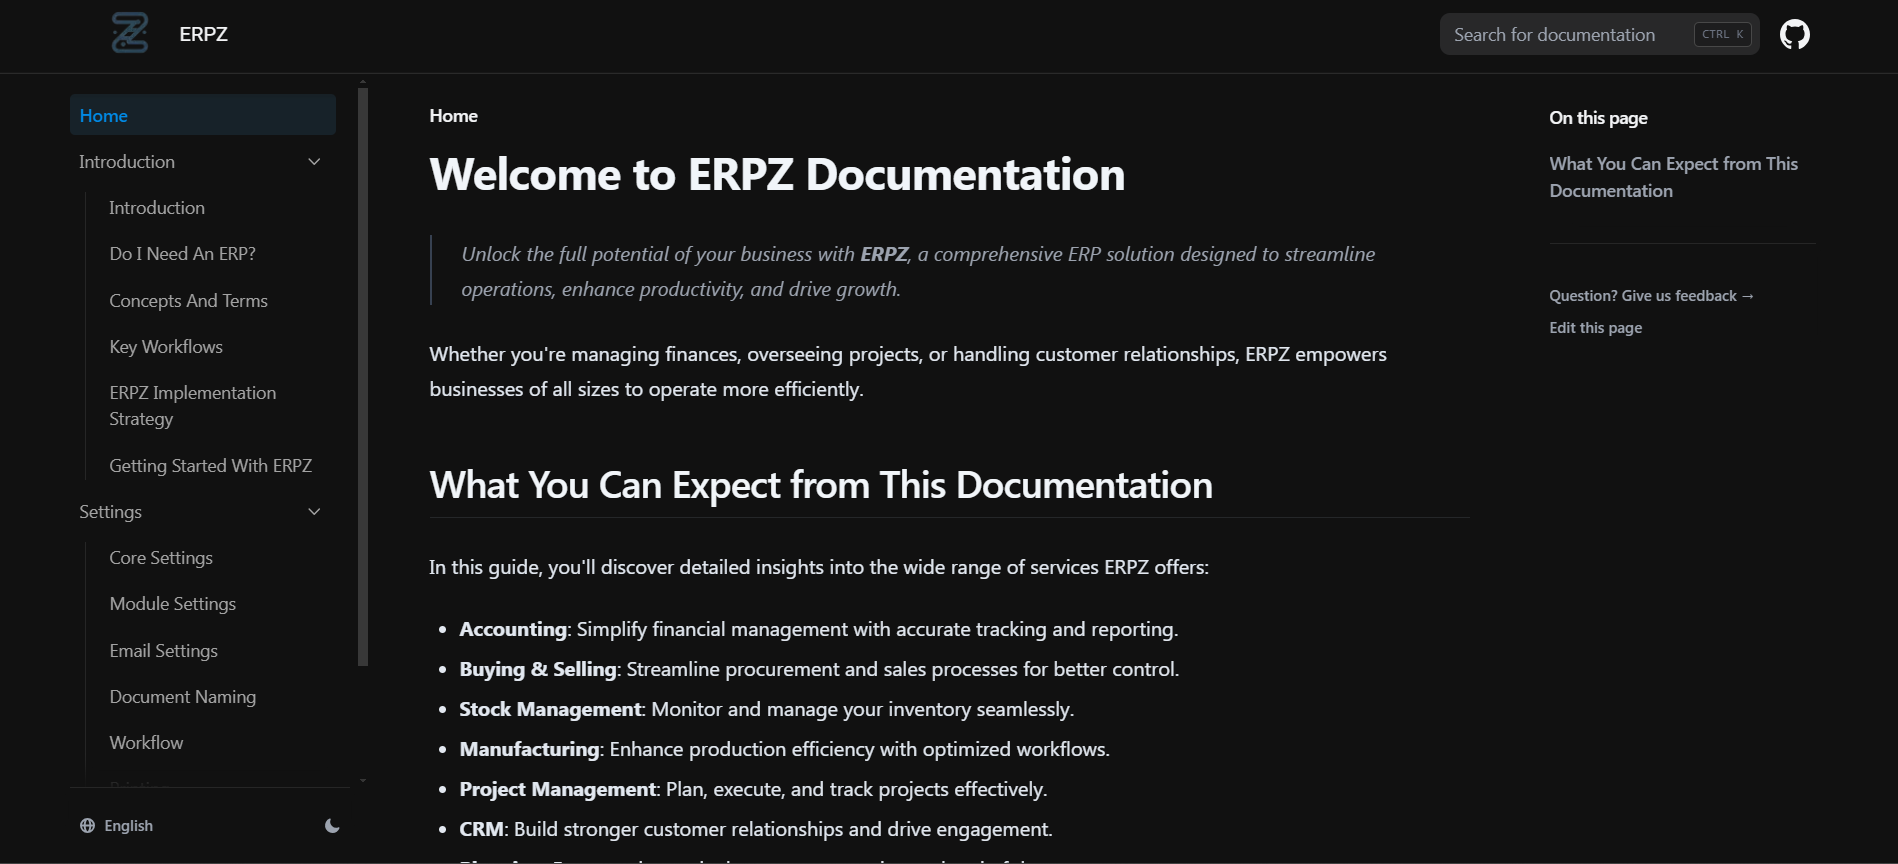 ERPZ
Search for documentation
CTRL K
Home
Introduction
Introduction
Do I Need An ERP?
Concepts And Terms
Key Workflows
ERPZ Implementation
Strategy
Getting Started With ERPZ
Settings
Core Settings
Module Settings
Email Settings
Document Naming
Workflow
English
Home
Welcome to ERPZ Documentation
Unlock the full potential of your business with ERPZ, a comprehensive ERP solution designed to streamline
operations, enhance productivity, and drive growth.
Whether you're managing finances, overseeing projects, or handling customer relationships, ERPZ empowers
businesses of all sizes to operate more efficiently.
What You Can Expect from This Documentation
In this guide, you'll discover detailed insights into the wide range of services ERPZ offers:
• Accounting: Simplify financial management with accurate tracking and reporting.
• Buying & Selling: Streamline procurement and sales processes for better control.
• Stock Management: Monitor and manage your inventory seamlessly.
• Manufacturing: Enhance production efficiency with optimized workflows.
• Project Management: Plan, execute, and track projects effectively.
• CRM: Build stronger customer relationships and drive engagement.
On this page
What You Can Expect from This
Documentation
Question? Give us feedback →
Edit this page